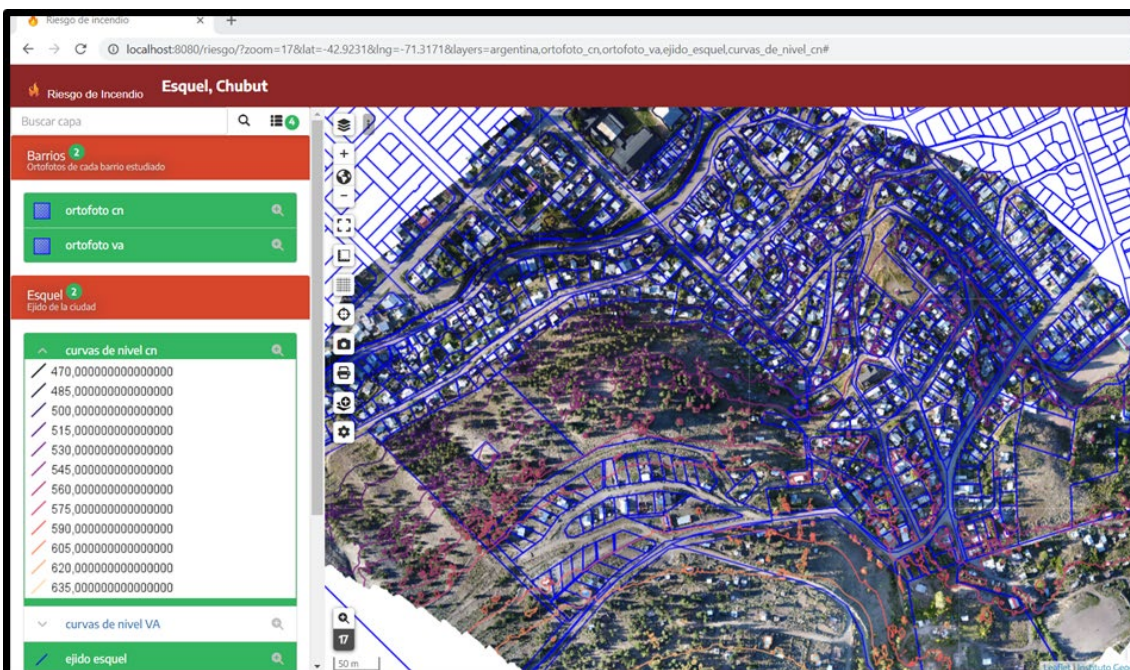 Riesgo de incendio
localhost:8080/riesgo/?zoom=17&lat=-42.9231&lng=-71.3171&layers=argentina,ortofoto_cn,ortofoto_va,ejido_esquel,curvas_de_nivel_cn#
Riesgo de Incendio Esquel, Chubut
Buscar capa
4
Barrios 2
Ortofotos de cada barrio estudiado
ortofoto cn
ortofoto va
Esquel 2
Ejido de la ciudad
curvas de nivel cn
470,000000000000000
485,000000000000000
500,000000000000000
515,000000000000000
530,000000000000000
545,000000000000000
560,000000000000000
575,000000000000000
590,000000000000000
605,000000000000000
620,000000000000000
635,000000000000000
curvas de nivel VA
ejido esquel
17
50 m
Leaflet | Instituto Geo